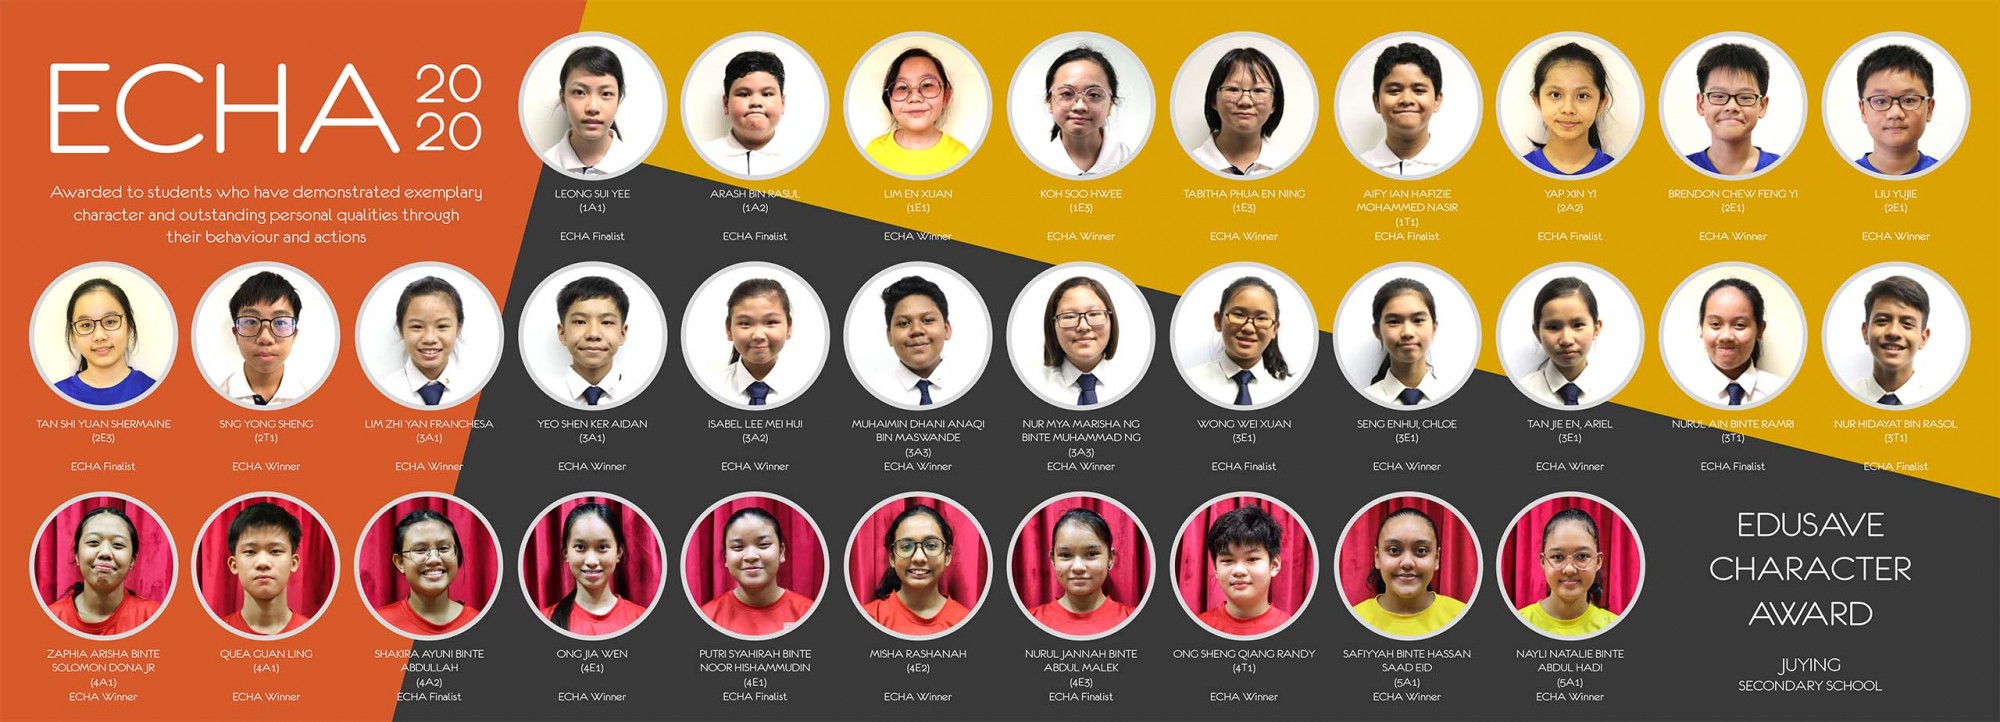 ECHA 20
20
Awarded to students who have demonstrated exemplary
character and outstanding personal qualities through
their behaviour and actions
LEONG SUI YEE
(1A1)
ECHA Finalist
ARASH BIN RASUL
(1A2)
ECHA Finalist
LIM EN XUAN
(1E1)
ECHA Winner
KOH SOO HWEE
(1E3)
ECHA Winner
TABITHA PHUA EN NING
(1E3)
ECHA Winner
AIFY IAN HAFIZIE
MOHAMMED NASIR
(1T1)
ECHA Finalist
YAP XIN YI
(2A2)
ECHA Finalist
BRENDON CHEW FENG YI
(2E1)
ECHA Winner
LIU YUJIE
(2E1)
ECHA Winner
TAN SHI YUAN SHERMAINE
(2E3)
ECHA Finalist
SNG YONG SHENG
(2T1)
ECHA Winner
LIM ZHI YAN FRANCHESA
(3A1)
ECHA Winner
YEO SHEN KER AIDAN
(3A1)
ECHA Winner
ISABEL LEE MEI HUI
(3A2)
ECHA Winner
MUHAIMIN DHANI ANAQI
BIN MASWANDE
(3A3)
ECHA Winner
NUR MYA MARISHA NG
BINTE MUHAMMAD NG
(3A3)
ECHA Winner
WONG WEI XUAN
(3E1)
ECHA Finalist
SENG ENHUI, CHLOE
(3E1)
ECHA Winner
TAN JIE EN, ARIEL
(3E1)
ECHA Winner
NURUL AIN BINTE RAMRI
(3T1)
ECHA Finalist
NUR HIDAYAT BIN RASOL
(3T1)
ECHA Finalist
ZAPHIA ARISHA BINTE
SOLOMON DONA JR
(4A1)
ECHA Winner
QUEA GUAN LING
(4A1)
ECHA Winner
SHAKIRA AYUNI BINTE
ABDULLAH
(4A2)
ECHA Finalist
ONG JIA WEN
(4E1)
ECHA Winner
PUTRI SYAHIRAH BINTE
NOOR HISHAMMUDIN
(4E1)
ECHA Finalist
MISHA RASHANAH
(4E2)
ECHA Winner
NURUL JANNAH BINTE
ABDUL MALEK
(4E3)
ECHA Finalist
ONG SHENG QIANG RANDY
(4T1)
ECHA Winner
SAFIYYAH BINTE HASSAN
SAAD EID
(5A1)
ECHA Winner
NAYLI NATALIE BINTE
ABDUL HADI
(5A1)
ECHA Winner
EDUSAVE
CHARACTER
AWARD
JUYING
SECONDARY SCHOOL